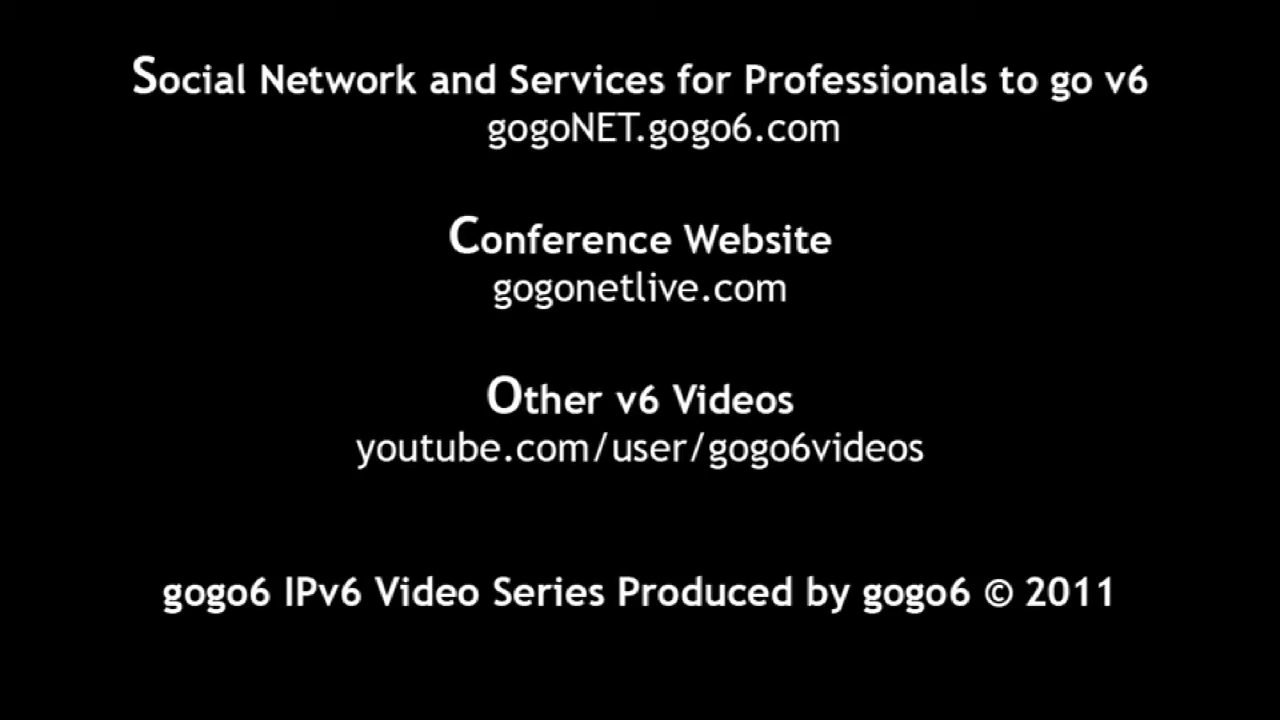 Social Network and Services for Professionals to go v6
gogoNET.gogo6.com
Conference Website
gogonetlive.com
Other v6 Videos
youtube.com/user/gogo6videos
gogo6 IPv6 Video Series Produced by gogo6 © 2011